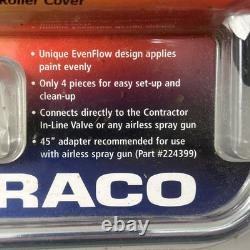 Roller Cover
• Unique EvenFlow design applies
paint evenly
• Only 4 pieces for easy set-up and
clean-up
• Connects directly to the Contractor
In-Line Valve or any airless spray gun
• 45˚ adapter recommended for use
with airless spray gun (Part #224399)
RACO